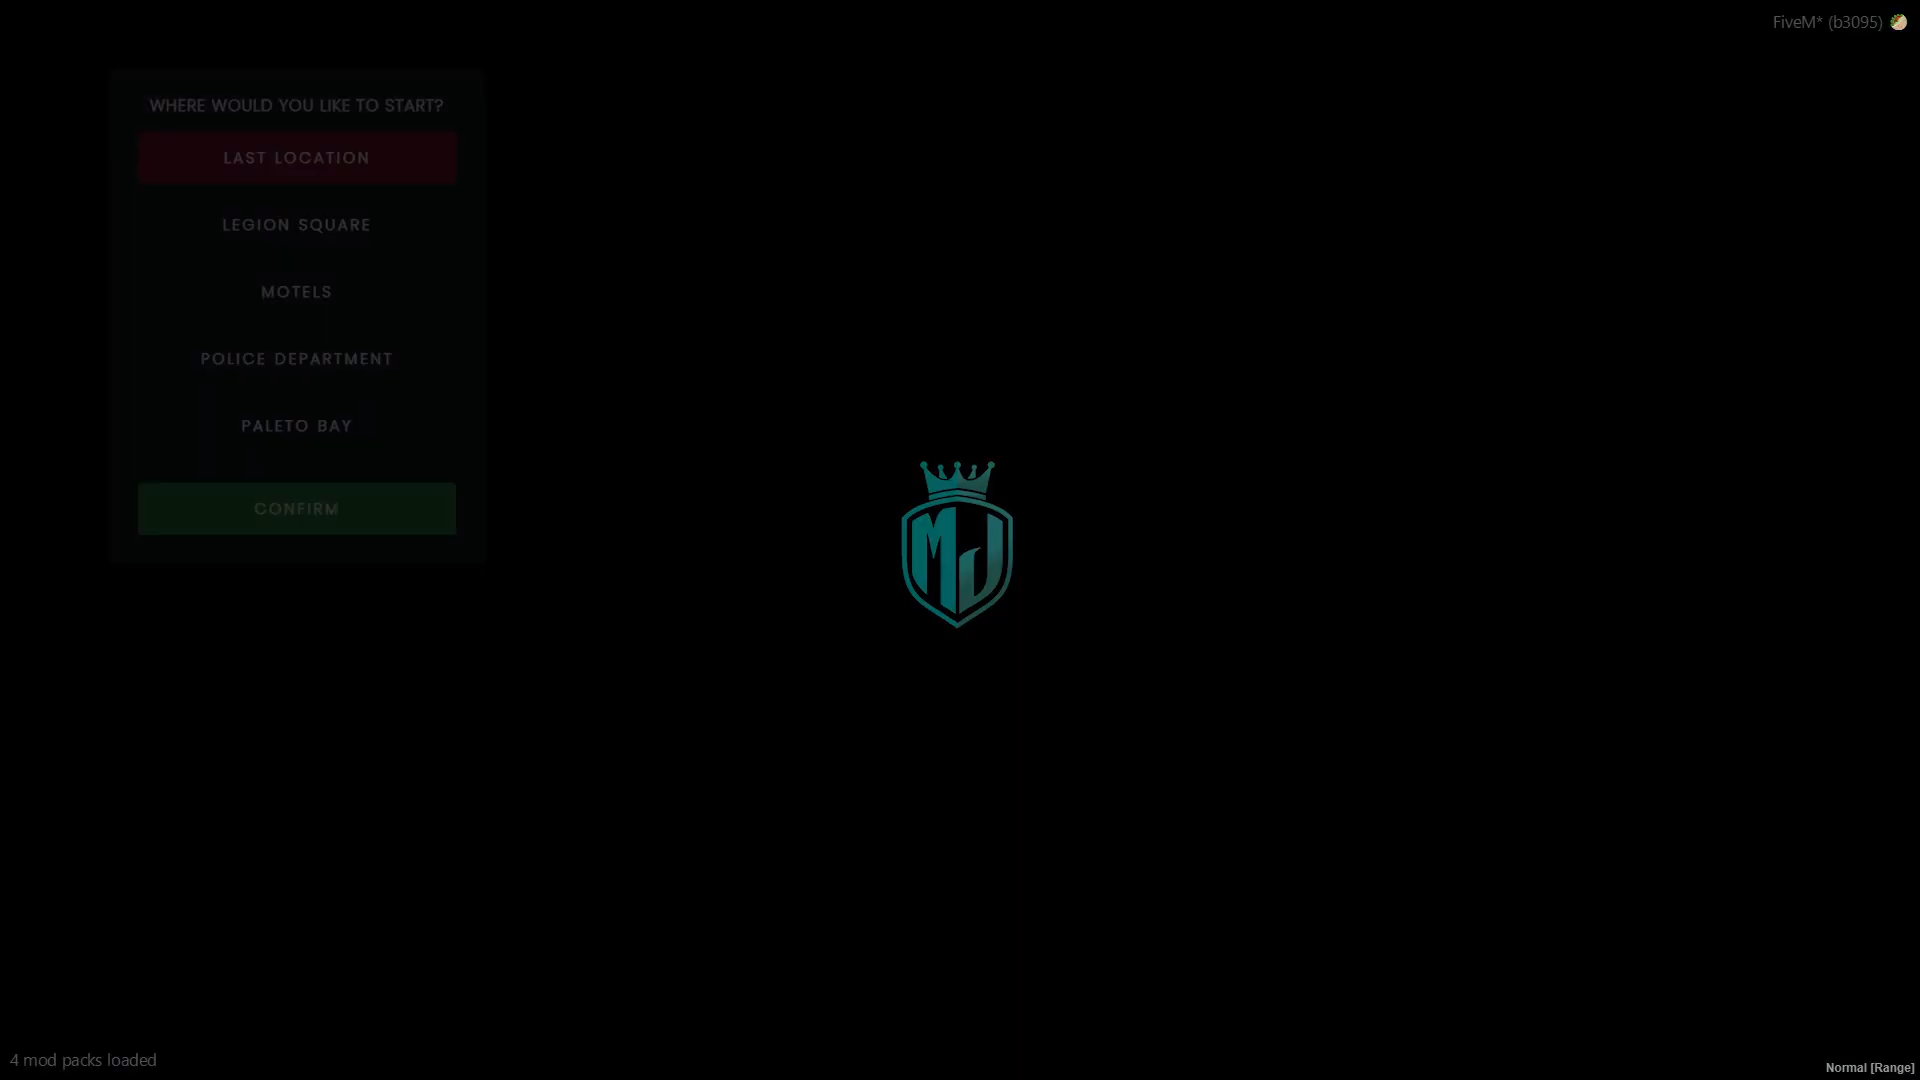 FiveM* (b3095)
WHERE WOULD YOU LIKE TO START?
LAST LOCATION
LEGION SQUARE
MOTELS
POLICE DEPARTMENT
PALETO BAY
CONFIRM
MJ
4 mod packs loaded
Normal [Range]